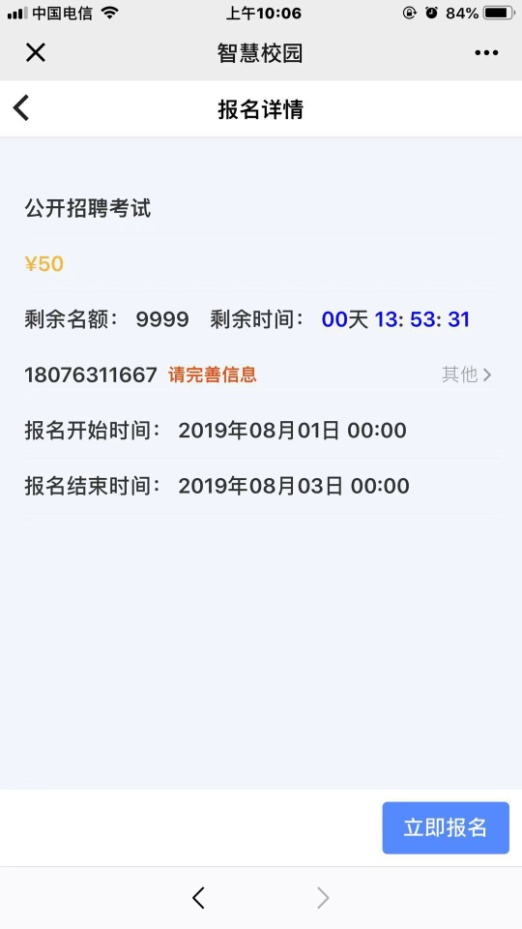 中国电信 上午10:06 84%
智慧校园
报名详情
公开招聘考试
¥50
剩余名额： 9999 剩余时间： 00天 13: 53: 31
18076311667 请完善信息 其他
报名开始时间： 2019年08月01日 00:00
报名结束时间： 2019年08月03日 00:00
立即报名